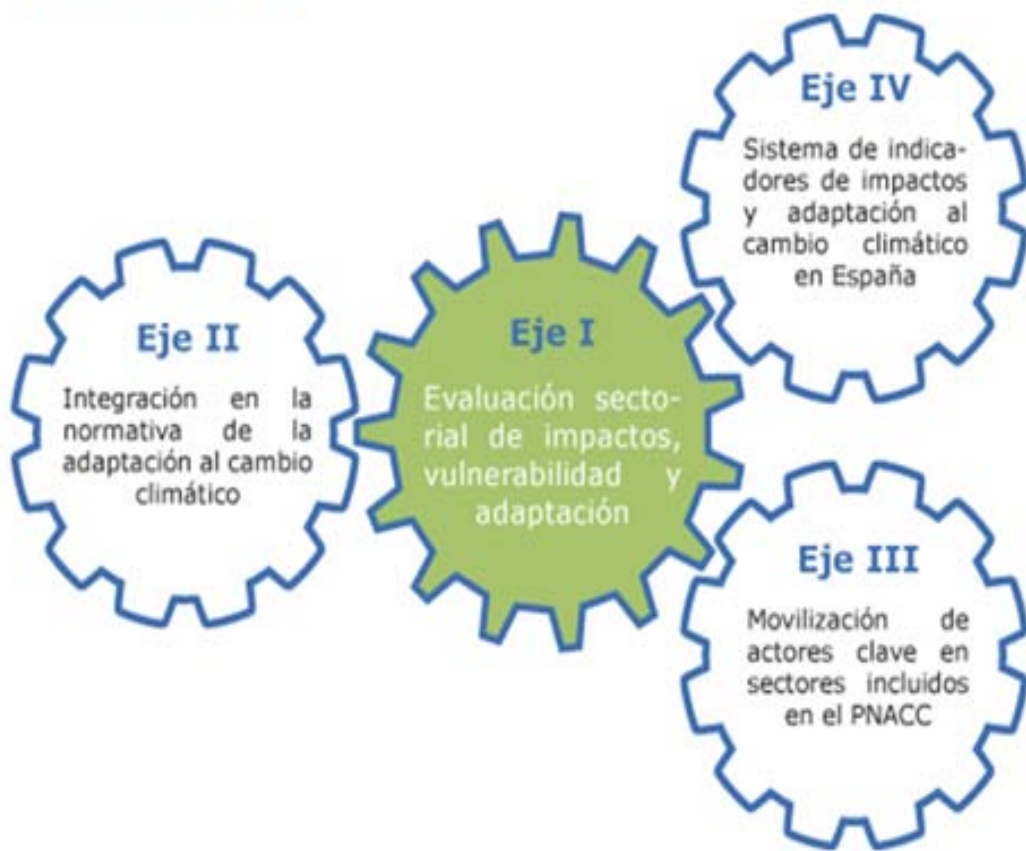 Eje IV
Sistema de indica-
dores de impactos
y adaptación al
cambio climático
en España
Eje II
Integración en la
normativa de la
adaptación al cambio
climático
Eje I
Evaluación secto-
rial de impactos,
vulnerabilidad y
adaptación
Eje III
Movilización de
actores clave en
sectores incluidos
en el PNACC